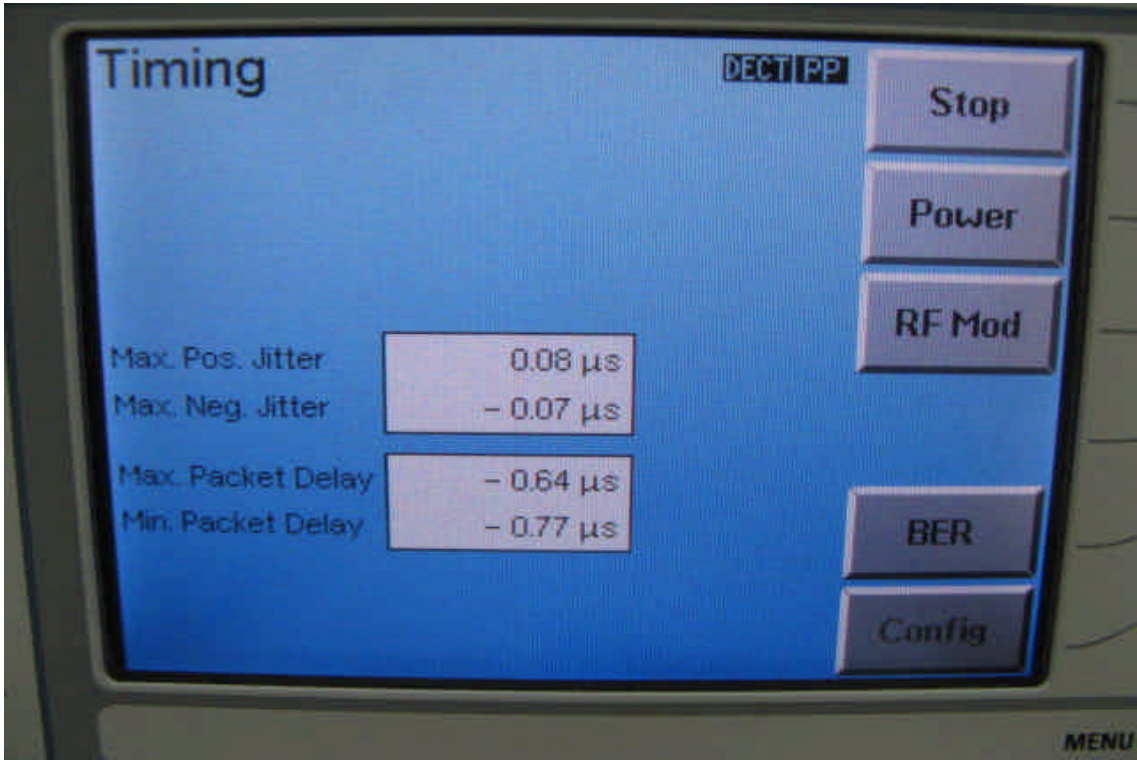 Timing
DECT PP
Stop
Power
RF Mod
Max. Pos. Jitter 0.08 µs
Max. Neg. Jitter – 0.07 µs
Max. Packet Delay – 0.64 µs
Min. Packet Delay – 0.77 µs
BER
Config
MENU